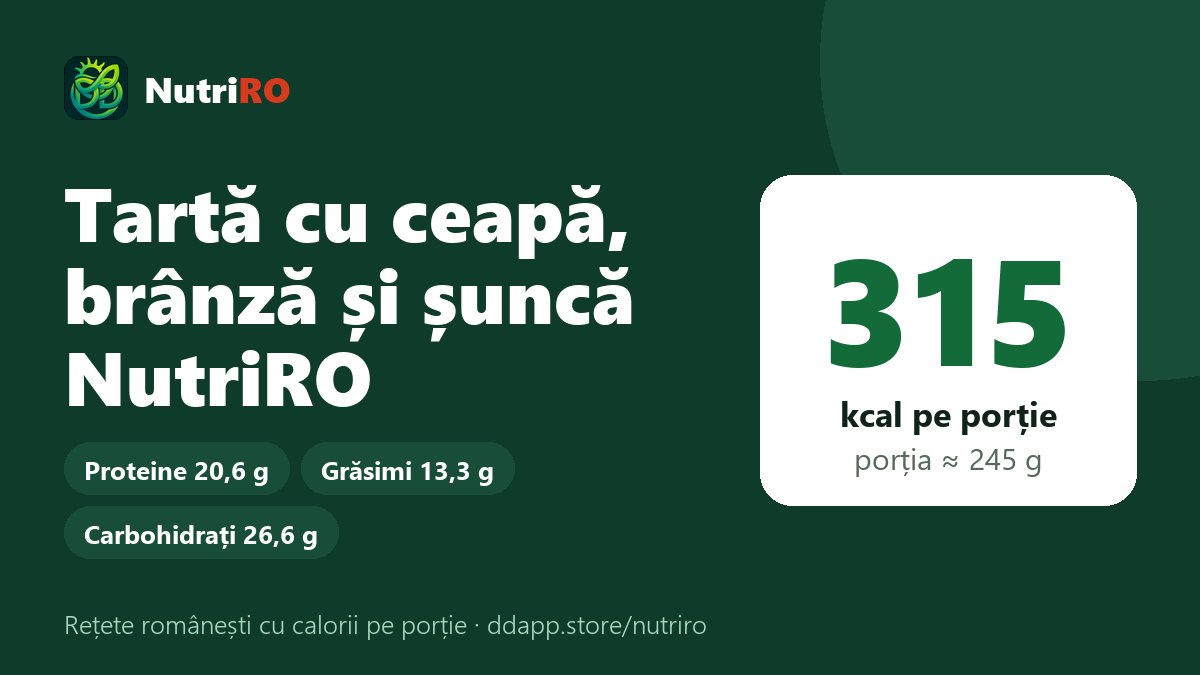 NutriRO
Tartă cu ceapă,
brânză și șuncă
NutriRO
Proteine 20,6 g
Grăsimi 13,3 g
Carbohidrați 26,6 g
315
kcal pe porție
porția ≈ 245 g
Rețete românești cu calorii pe porție · ddapp.store/nutriro